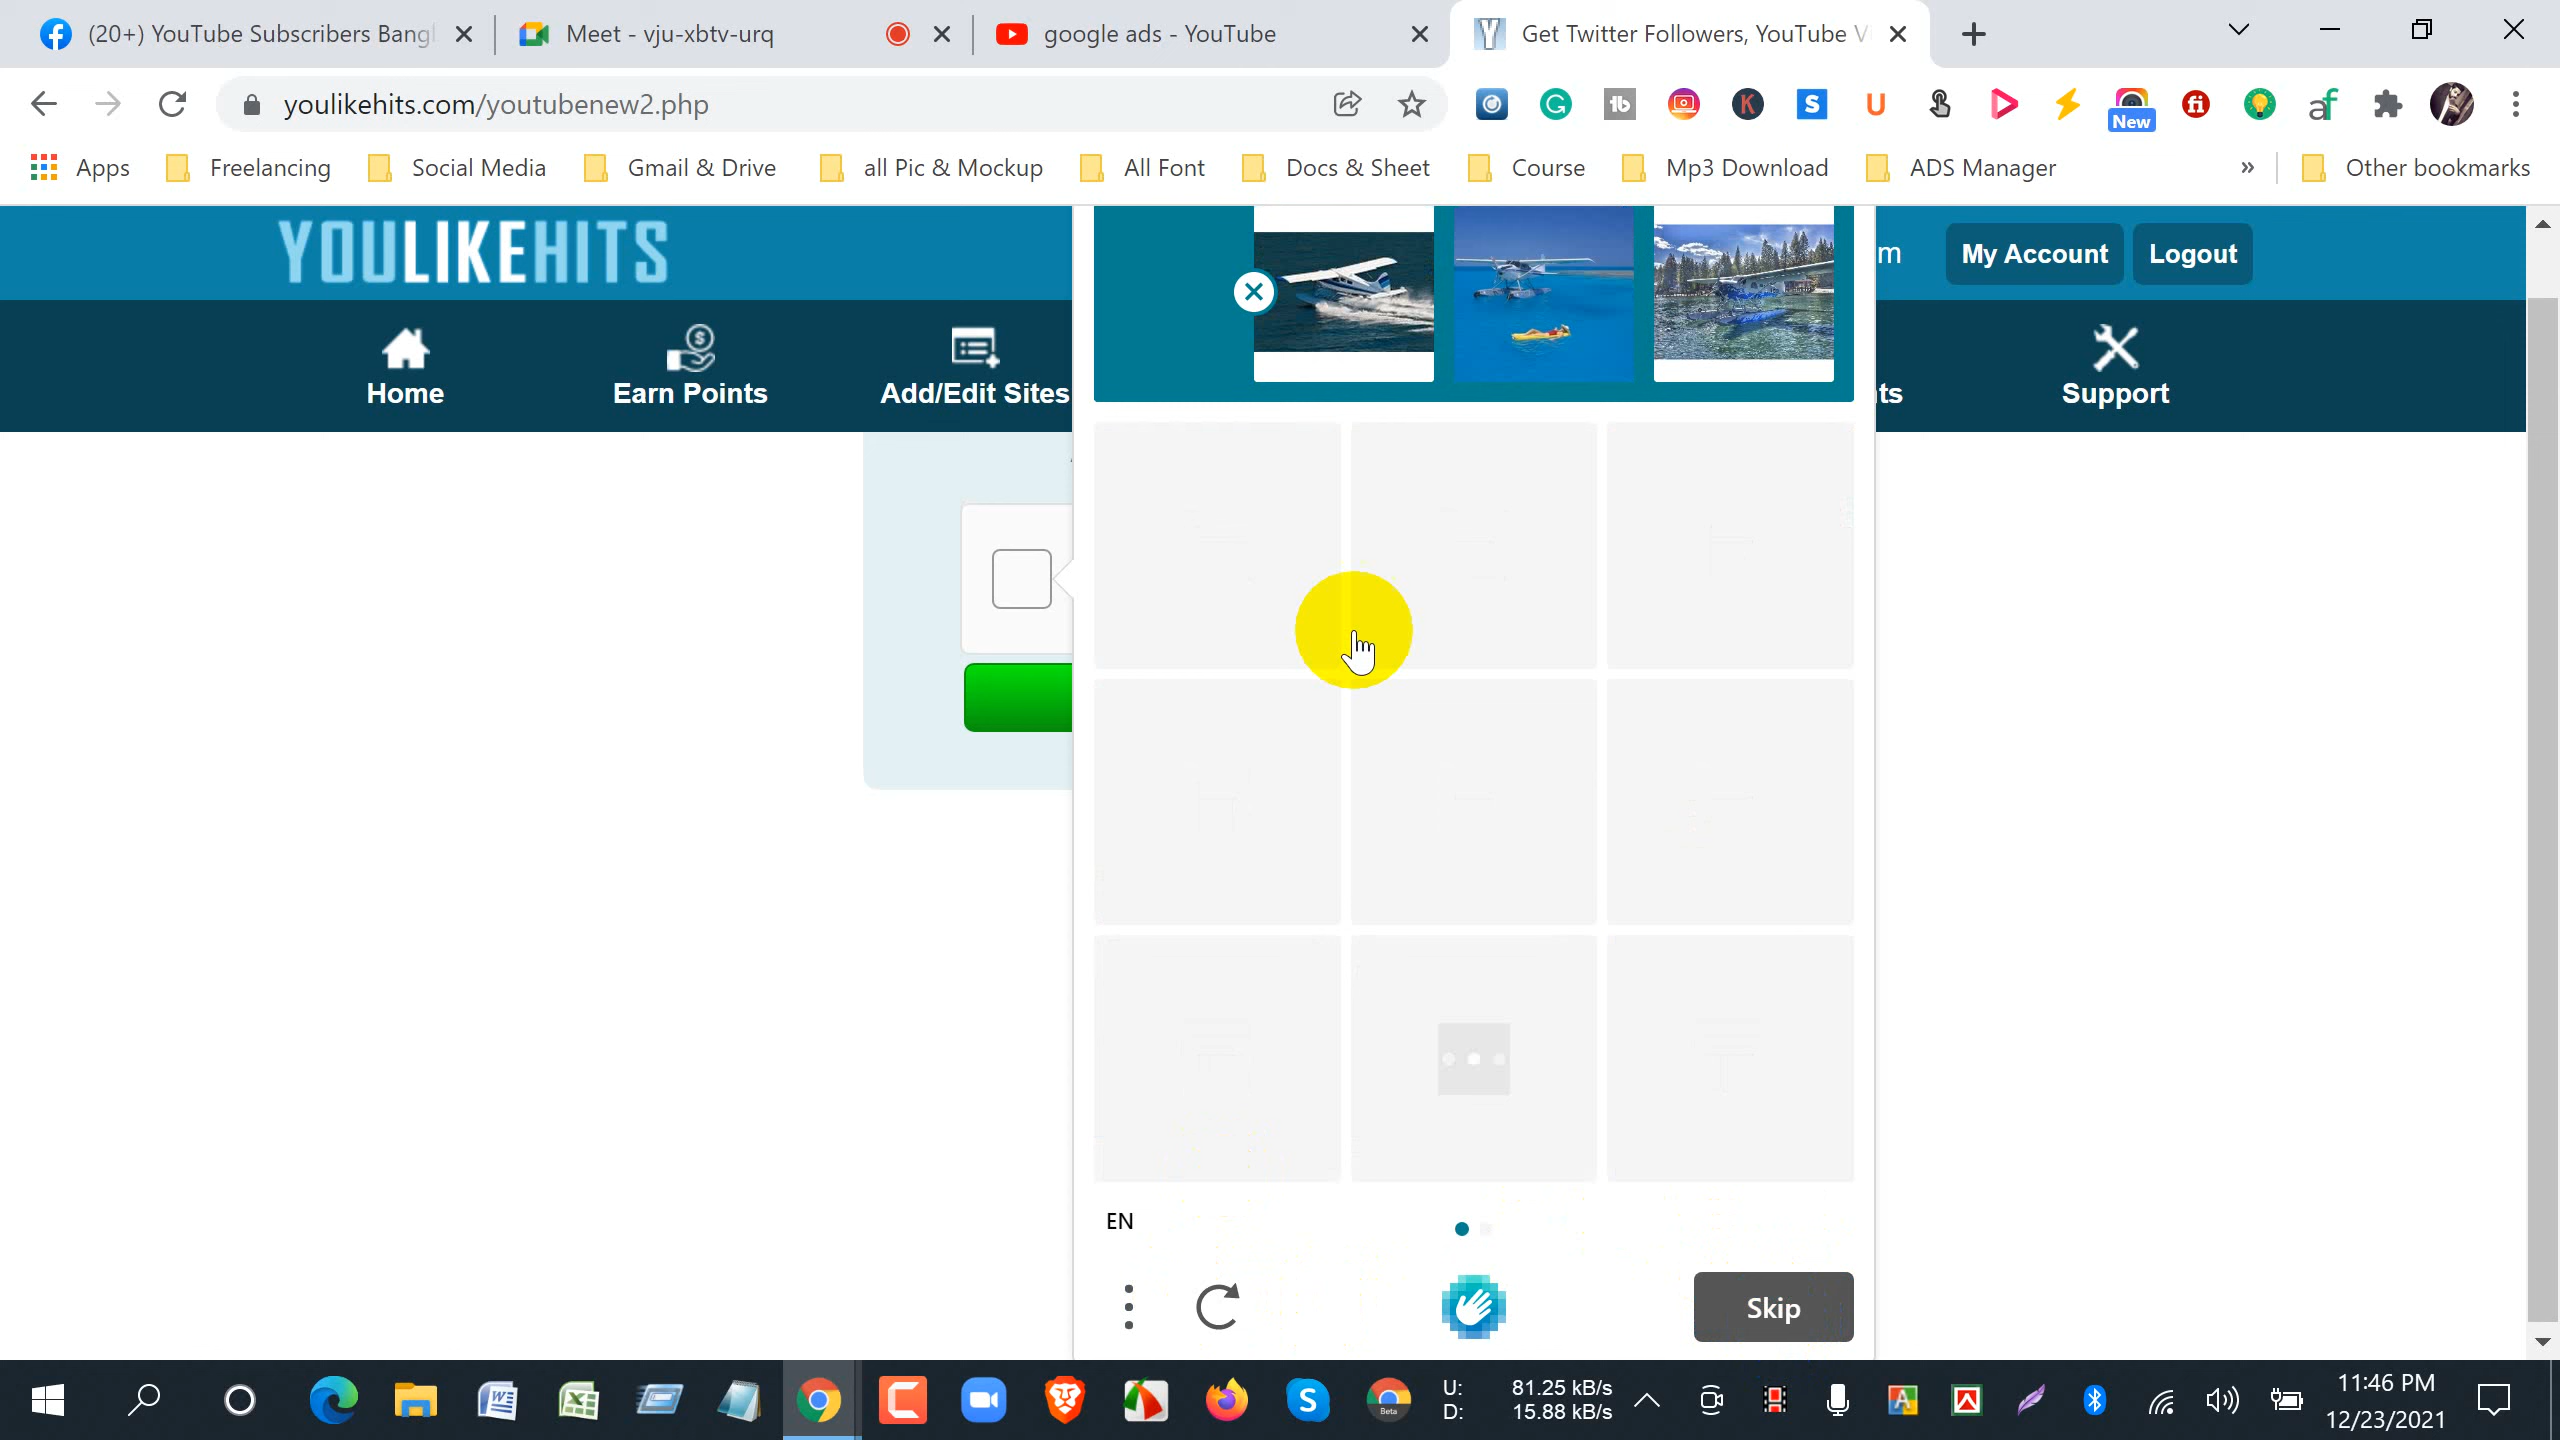 (20+) YouTube Subscribers Bangl
Meet - vju-xbtv-urq
google ads - YouTube
Get Twitter Followers, YouTube V
youlikehits.com/youtubenew2.php
New
Apps
Freelancing
Social Media
Gmail & Drive
all Pic & Mockup
All Font
Docs & Sheet
Course
Mp3 Download
ADS Manager
»
Other bookmarks
YOULIKEHITS
m
My Account
Logout
Home
Earn Points
Add/Edit Sites
ts
Support
EN
Skip
U: 81.25 kB/s
D: 15.88 kB/s
11:46 PM
12/23/2021